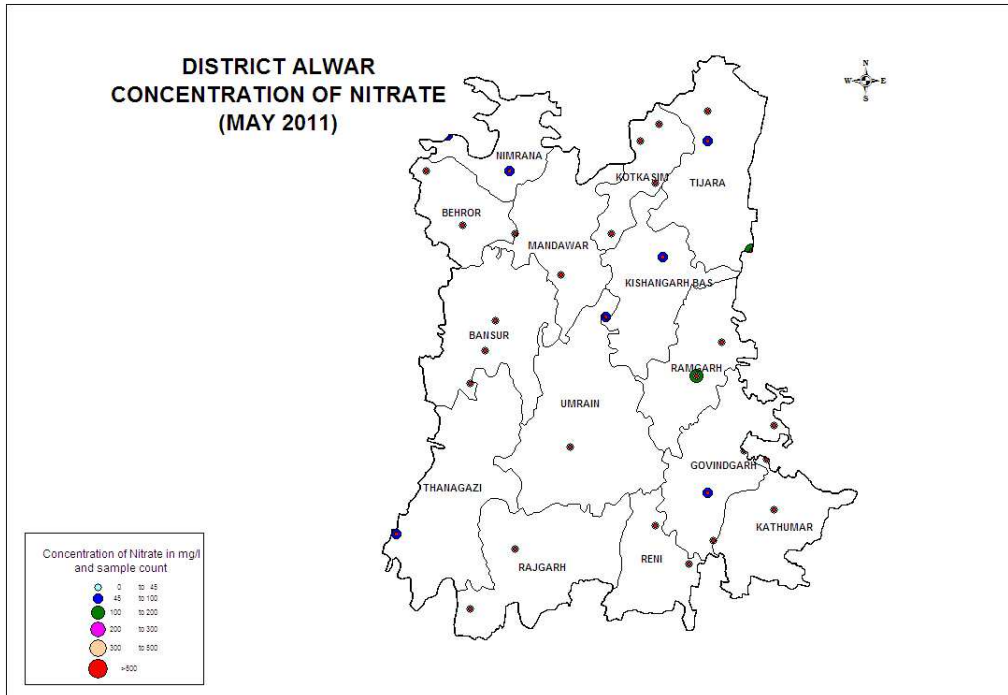 DISTRICT ALWAR
CONCENTRATION OF NITRATE
(MAY 2011)
N
W E
S
NIMRANA
KOTKASIM
TIJARA
BEHROR
MANDAWAR
KISHANGARH BAS
BANSUR
RAMGARH
UMRAIN
GOVINDGARH
THANAGAZI
KATHUMAR
RENI
RAJGARH
Concentration of Nitrate in mg/l
and sample count
0 to 45
45 to 100
100 to 200
200 to 300
300 to 500
>500